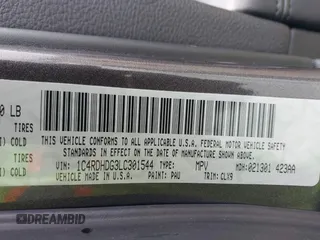 0 LB
TIRES
I) COLD
THIS VEHICLE CONFORMS TO ALL APPLICABLE U.S.A. FEDERAL MOTOR VEHICLE SAFETY
STANDARDS IN EFFECT ON THE DATE OF MANUFACTURE SHOWN ABOVE.
TIRES
VIN: 1C4RDHDG3LC301544 TYPE: MPV MDH: 021301 423AA
I) COLD
MADE IN U.S.A. PAINT: PAU TRIM: CLX9
Dreamlift